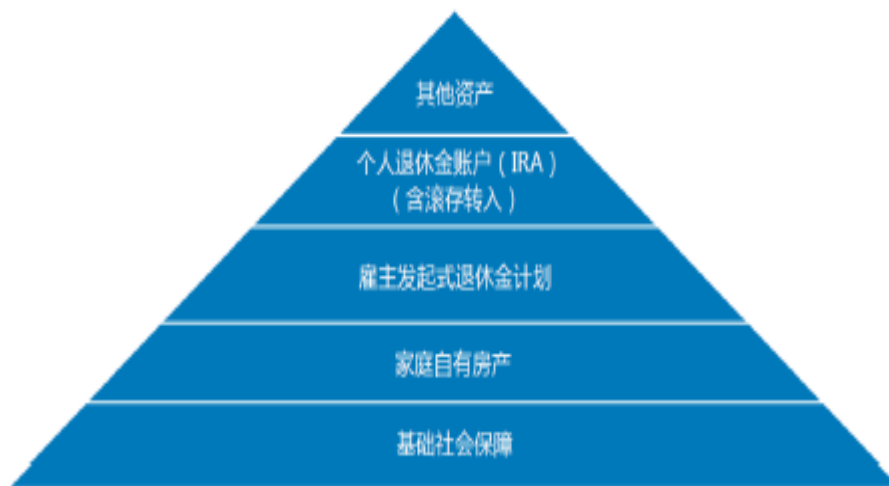 其他资产
个人退休金账户（IRA）
（含滚存转入）
雇主发起式退休金计划
家庭自有房产
基础社会保障